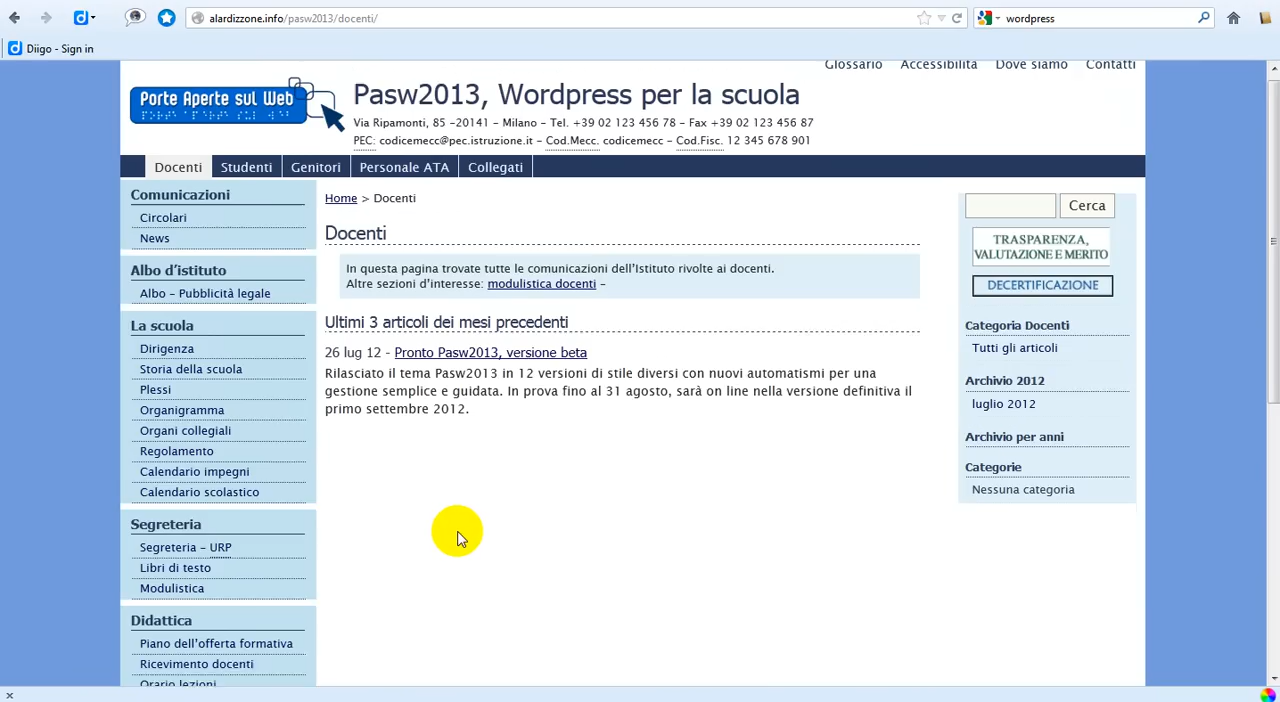 alardizzone.info/pasw2013/docenti/
wordpress
Diigo - Sign in
Glossario Accessibilità Dove siamo Contatti
Porte Aperte sul Web
Pasw2013, Wordpress per la scuola
Via Ripamonti, 85 -20141 - Milano - Tel. +39 02 123 456 78 - Fax +39 02 123 456 87
PEC: codicemecc@pec.istruzione.it - Cod.Mecc. codicemecc - Cod.Fisc. 12 345 678 901
Docenti Studenti Genitori Personale ATA Collegati
Comunicazioni
Circolari
News
Albo d'istituto
Albo – Pubblicità legale
La scuola
Dirigenza
Storia della scuola
Plessi
Organigramma
Organi collegiali
Regolamento
Calendario impegni
Calendario scolastico
Segreteria
Segreteria – URP
Libri di testo
Modulistica
Didattica
Piano dell'offerta formativa
Ricevimento docenti
Orario lezioni
Home > Docenti
Docenti
In questa pagina trovate tutte le comunicazioni dell'Istituto rivolte ai docenti.
Altre sezioni d'interesse: modulistica docenti –
Ultimi 3 articoli dei mesi precedenti
26 lug 12 - Pronto Pasw2013, versione beta
Rilasciato il tema Pasw2013 in 12 versioni di stile diversi con nuovi automatismi per una
gestione semplice e guidata. In prova fino al 31 agosto, sarà on line nella versione definitiva il
primo settembre 2012.
Cerca
TRASPARENZA,
VALUTAZIONE E MERITO
DECERTIFICAZIONE
Categoria Docenti
Tutti gli articoli
Archivio 2012
luglio 2012
Archivio per anni
Categorie
Nessuna categoria